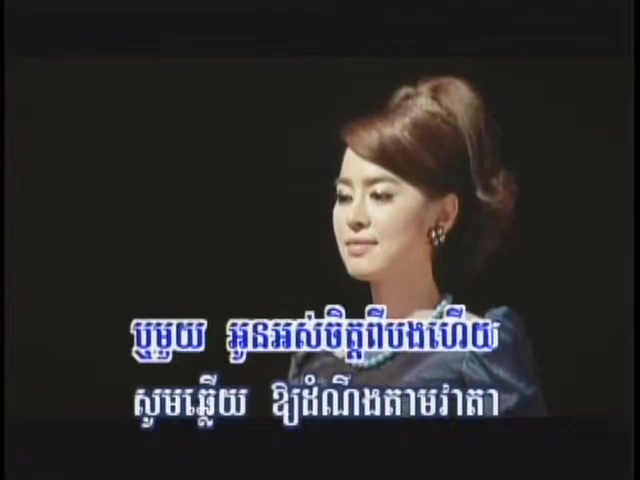 ឬមួយ អូនអស់ចិត្តពីបងហើយ
សូមឆ្លើយ ឱ្យដំណឹងតាមវាតា